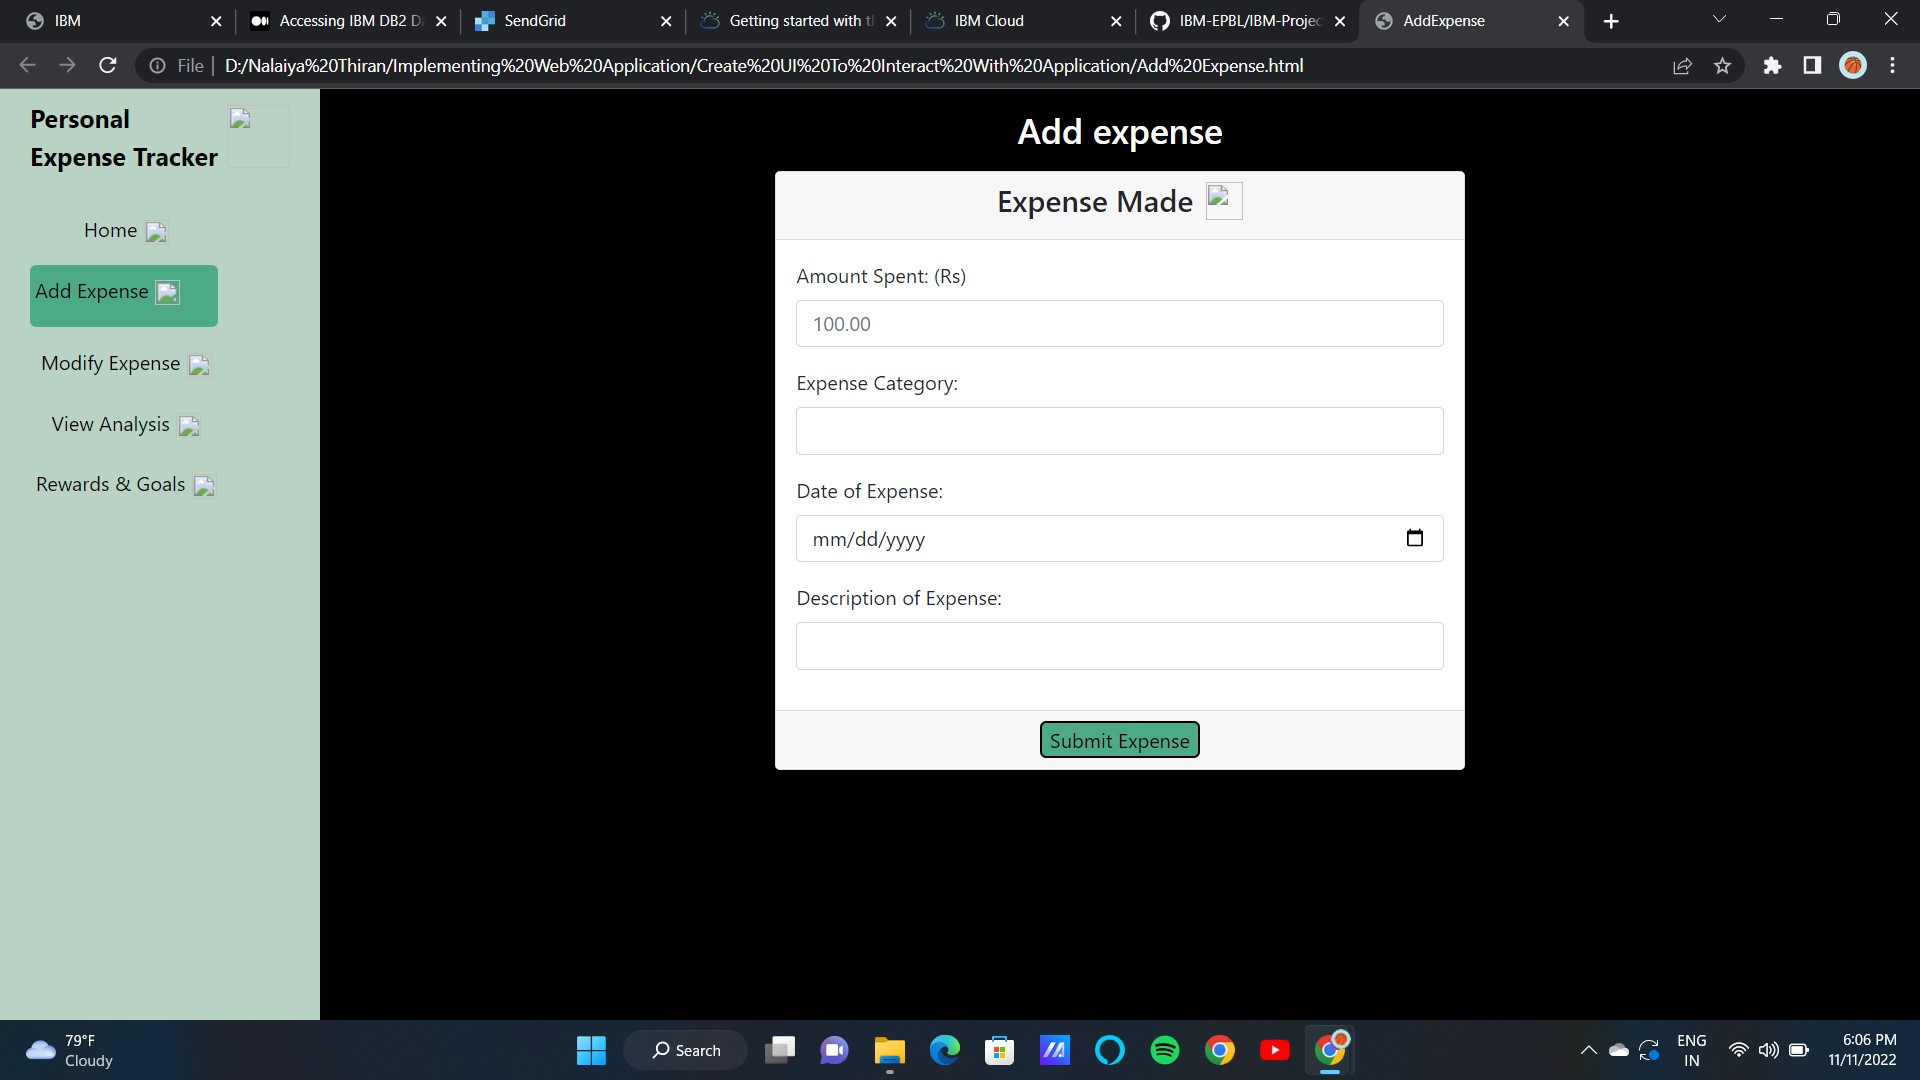 IBM
Accessing IBM DB2 D
SendGrid
Getting started with t
IBM Cloud
IBM-EPBL/IBM-Projec
AddExpense
File
D:/Nalaiya%20Thiran/Implementing%20Web%20Application/Create%20UI%20To%20Interact%20With%20Application/Add%20Expense.html
Personal
Expense Tracker
Home
Add Expense
Modify Expense
View Analysis
Rewards & Goals
Add expense
Expense Made
Amount Spent: (Rs)
100.00
Expense Category:
Date of Expense:
mm/dd/yyyy
Description of Expense:
Submit Expense
79°F
Cloudy
Search
ENG
IN
6:06 PM
11/11/2022